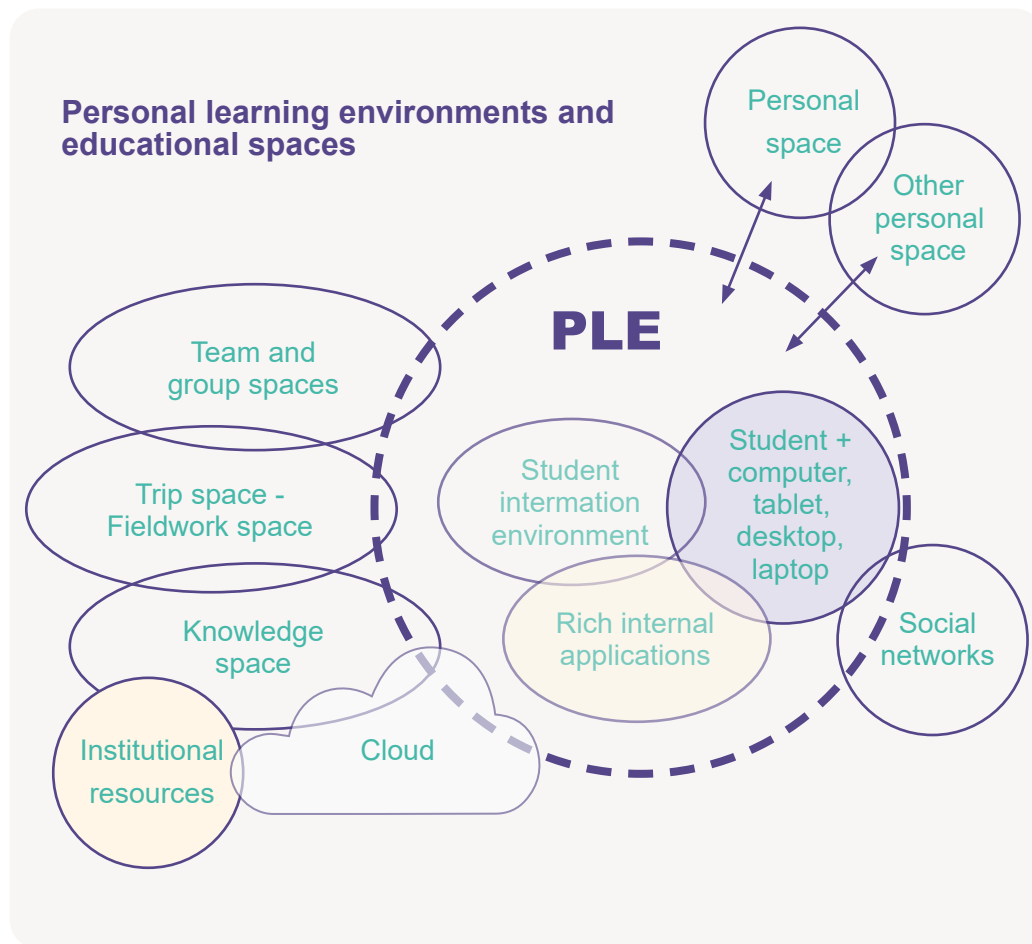 Personal learning environments and
educational spaces
Personal
space
Other
personal
space
PLE
Team and
group spaces
Trip space -
Fieldwork space
Knowledge
space
Institutional
resources
Cloud
Student
intermation
environment
Student +
computer,
tablet,
desktop,
laptop
Rich internal
applications
Social
networks